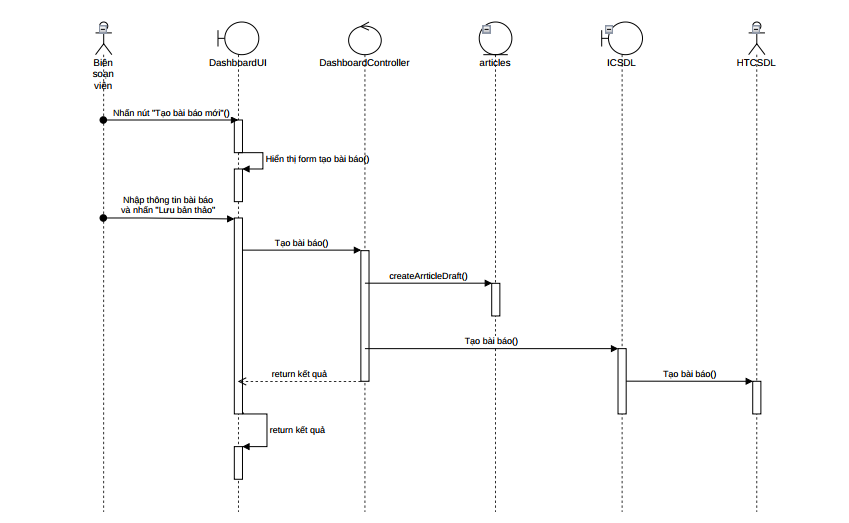 Biên
soạn
viện
DashboardUI
DashboardController
articles
ICSDL
HTCSDL
Nhấn nút "Tạo bài báo mới"()
Hiển thị form tạo bài báo()
Nhập thông tin bài báo
và nhấn "Lưu bản thảo"
Tạo bài báo()
createArrticleDraft()
Tạo bài báo()
return kết quả
Tạo bài báo()
return kết quả